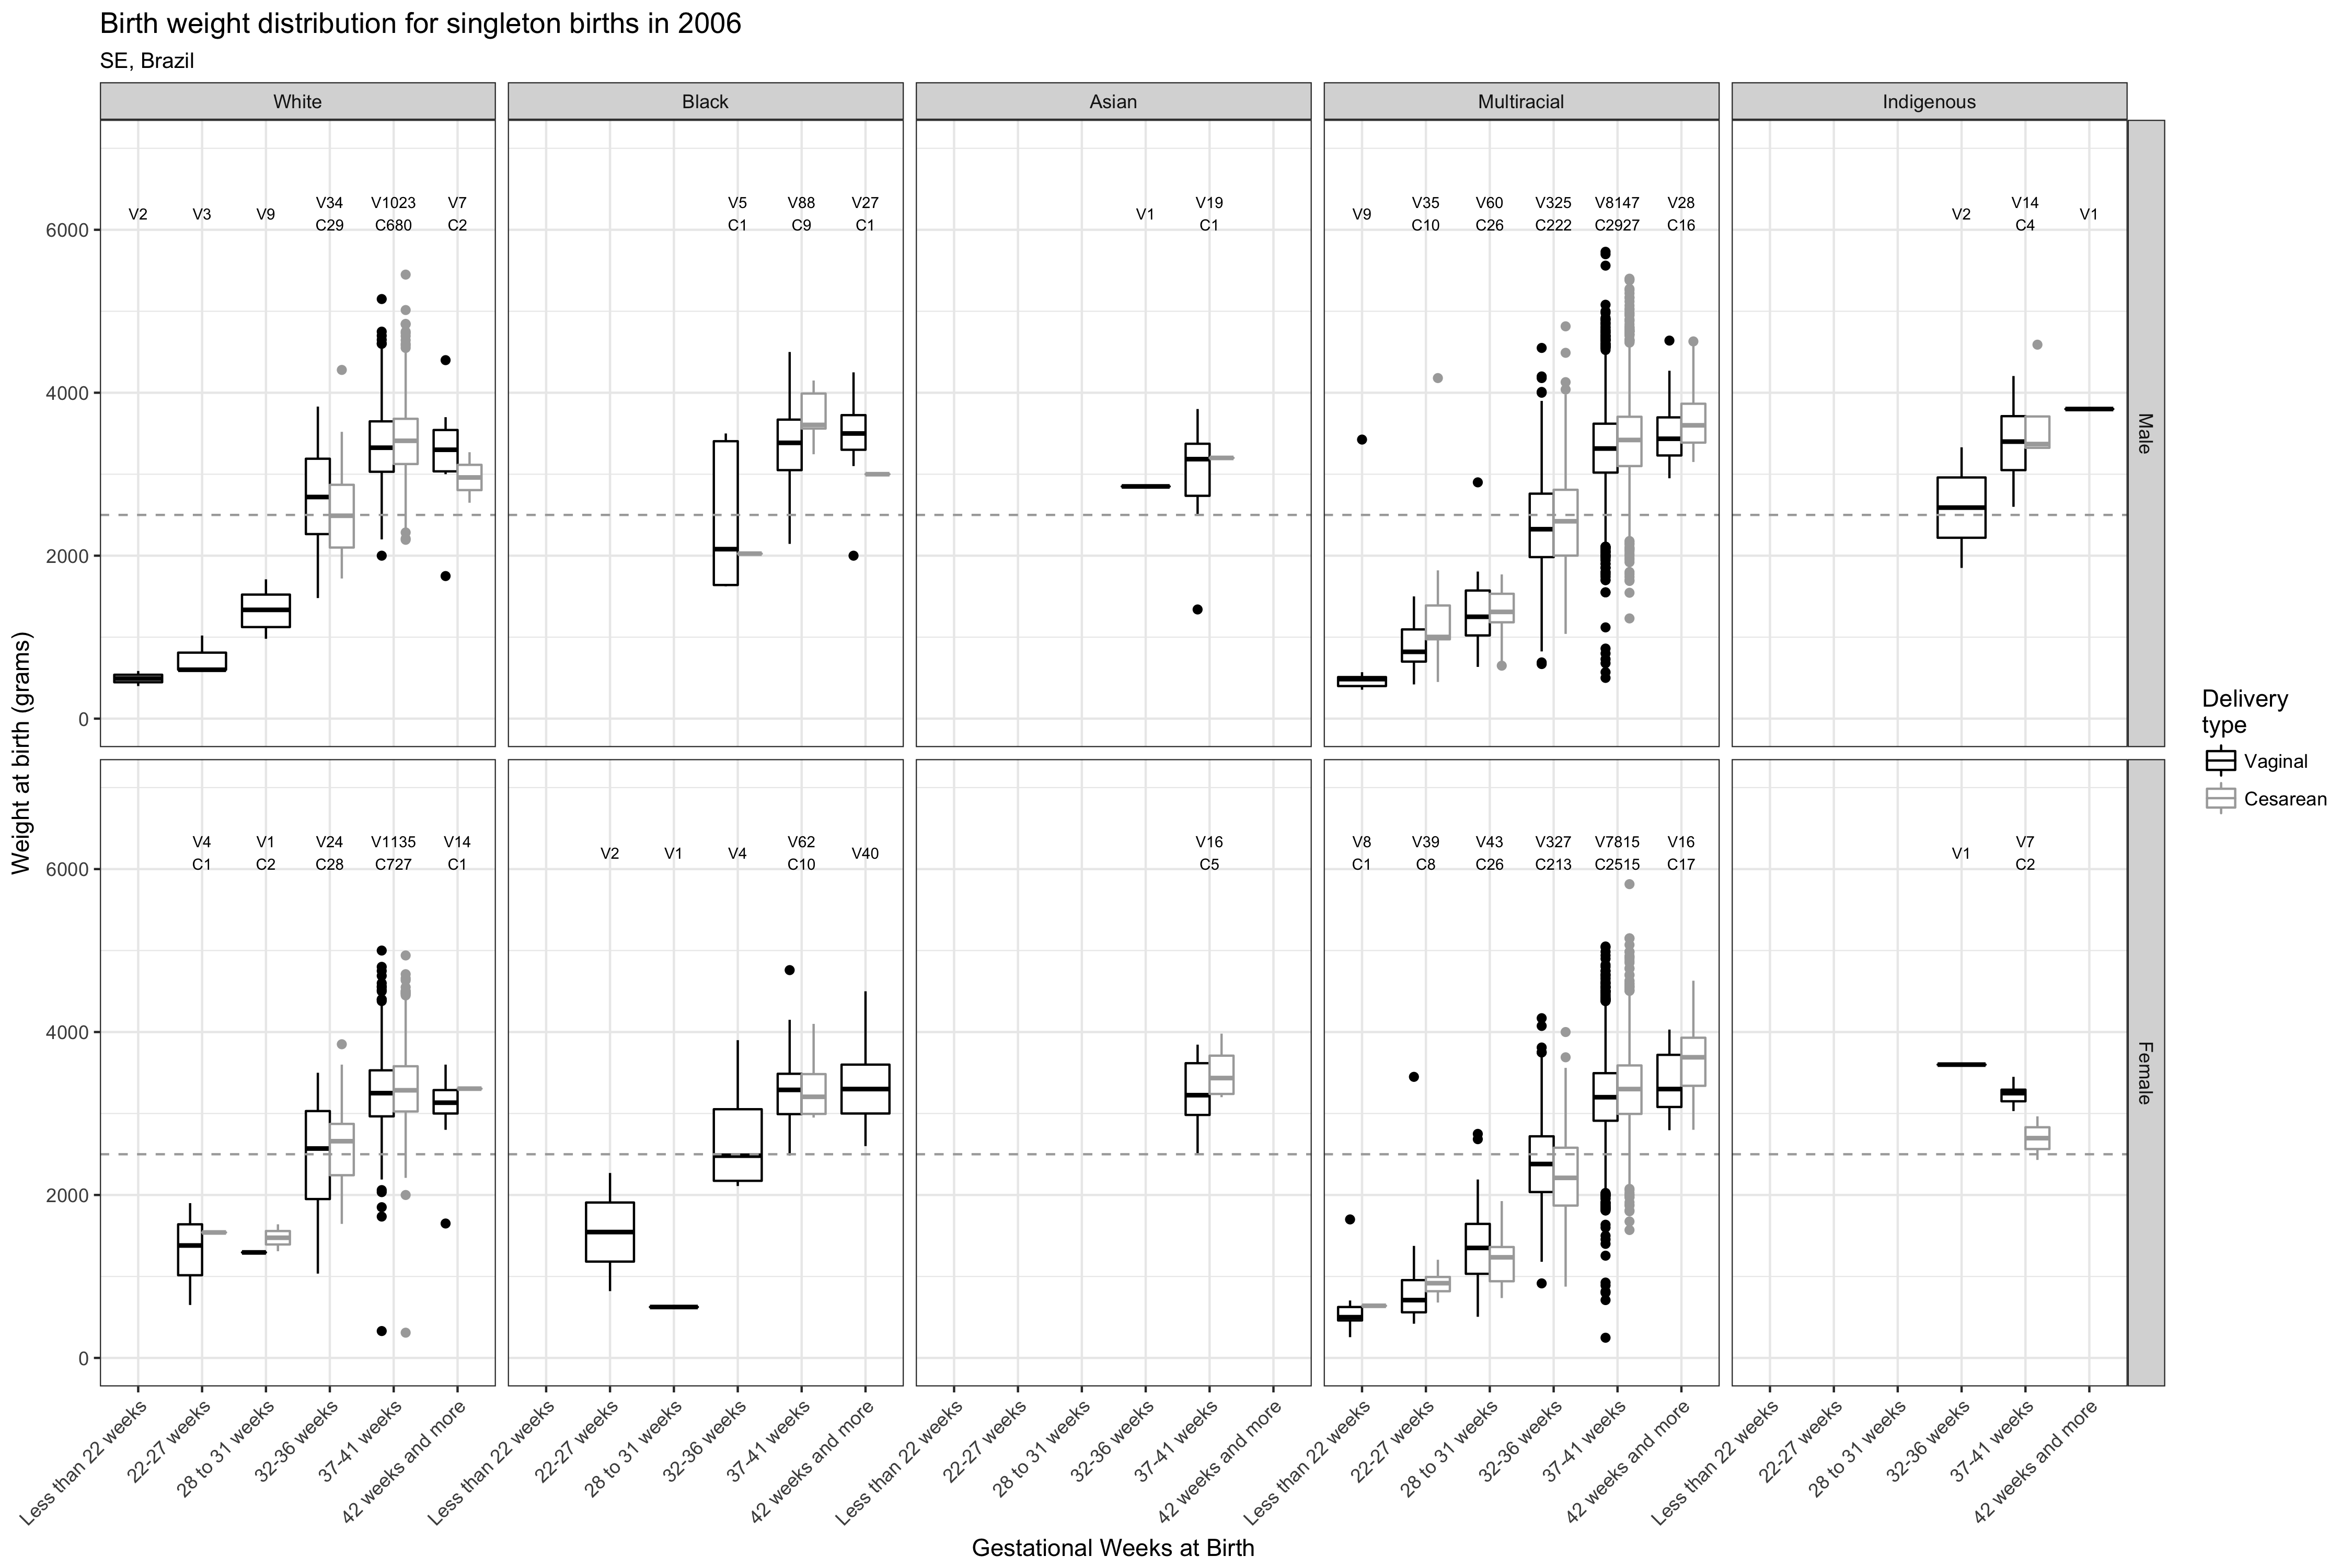 Birth weight distribution for singleton births in 2006
SE, Brazil
White
Black
Asian
Multiracial
Indigenous
Weight at birth (grams)
6000
4000
2000
0
V2
V3
V9
V34
C29
V1023
C680
V7
C2
V5
C1
V88
C9
V27
C1
V1
V19
C1
V9
V35
C10
V60
C26
V325
C222
V8147
C2927
V28
C16
V2
V14
C4
V1
Male
6000
4000
2000
0
V4
C1
V1
C2
V24
C28
V1135
C727
V14
C1
V2
V1
V4
V62
C10
V40
V16
C5
V8
C1
V39
C8
V43
C26
V327
C213
V7815
C2515
V16
C17
V1
V7
C2
Female
Less than 22 weeks
22-27 weeks
28 to 31 weeks
32-36 weeks
37-41 weeks
42 weeks and more
Less than 22 weeks
22-27 weeks
28 to 31 weeks
32-36 weeks
37-41 weeks
42 weeks and more
Less than 22 weeks
22-27 weeks
28 to 31 weeks
32-36 weeks
37-41 weeks
42 weeks and more
Less than 22 weeks
22-27 weeks
28 to 31 weeks
32-36 weeks
37-41 weeks
42 weeks and more
Less than 22 weeks
22-27 weeks
28 to 31 weeks
32-36 weeks
37-41 weeks
42 weeks and more
Gestational Weeks at Birth
Delivery
type
Vaginal
Cesarean